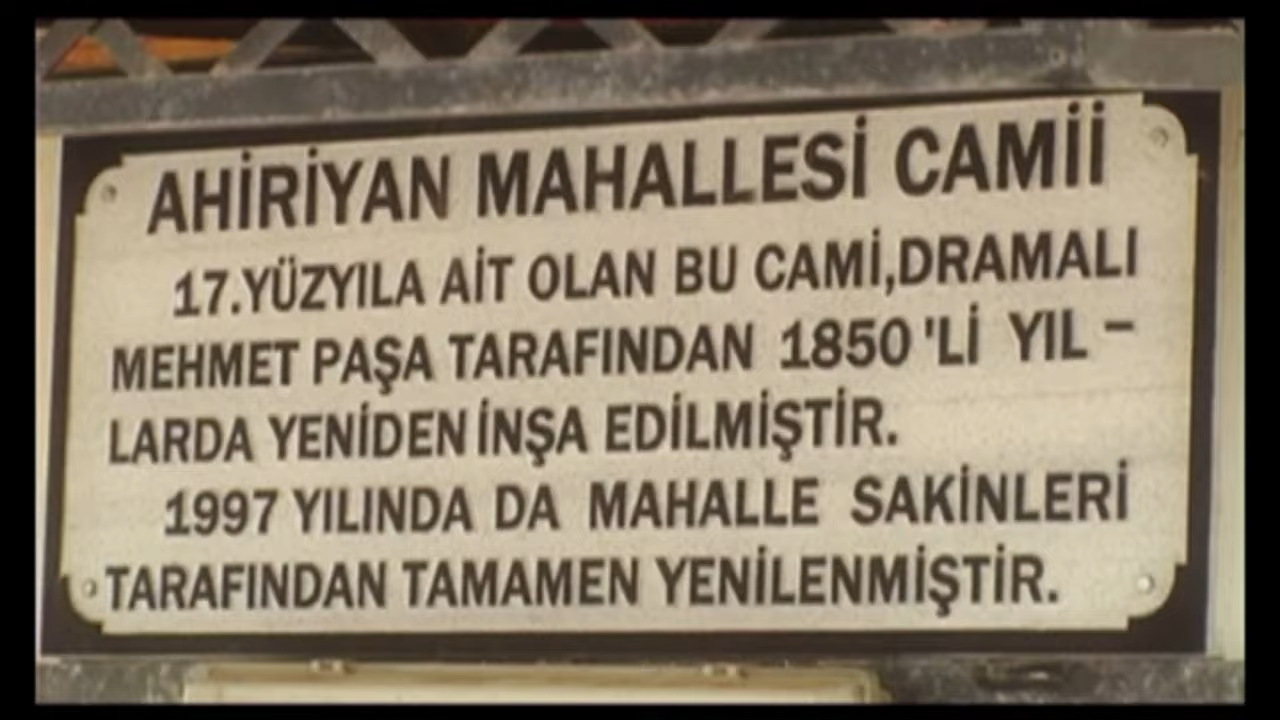 AHİRİYAN MAHALLESİ CAMİİ
17.YÜZYILA AİT OLAN BU CAMİ,DRAMALI
MEHMET PAŞA TARAFINDAN 1850'Lİ YIL –
LARDA YENİDEN İNŞA EDİLMİŞTİR.
1997 YILINDA DA MAHALLE SAKİNLERİ
TARAFINDAN TAMAMEN YENİLENMİŞTİR.